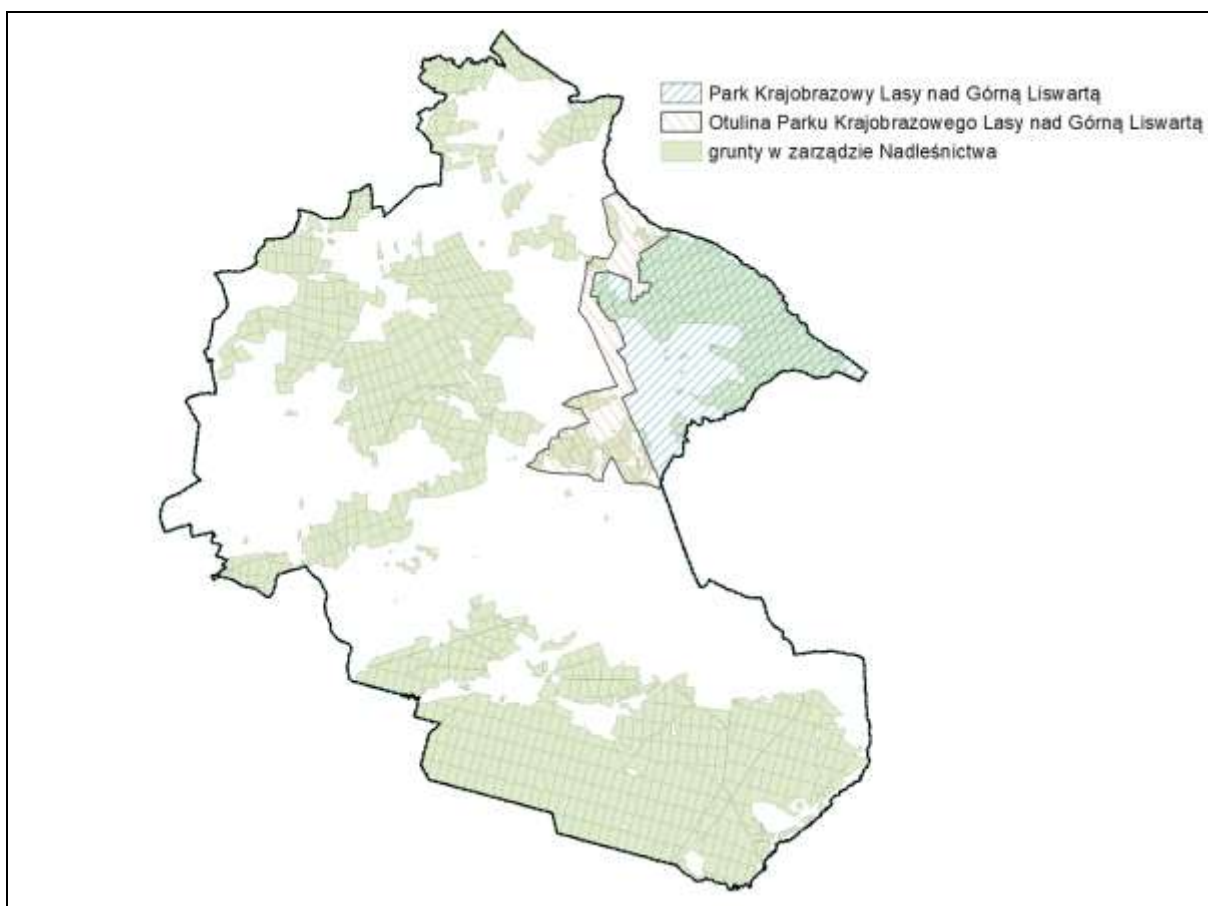 Park Krajobrazowy Lasy nad Górną Liswartą
Otulina Parku Krajobrazowego Lasy nad Górną Liswartą
grunty w zarządzie Nadleśnictwa